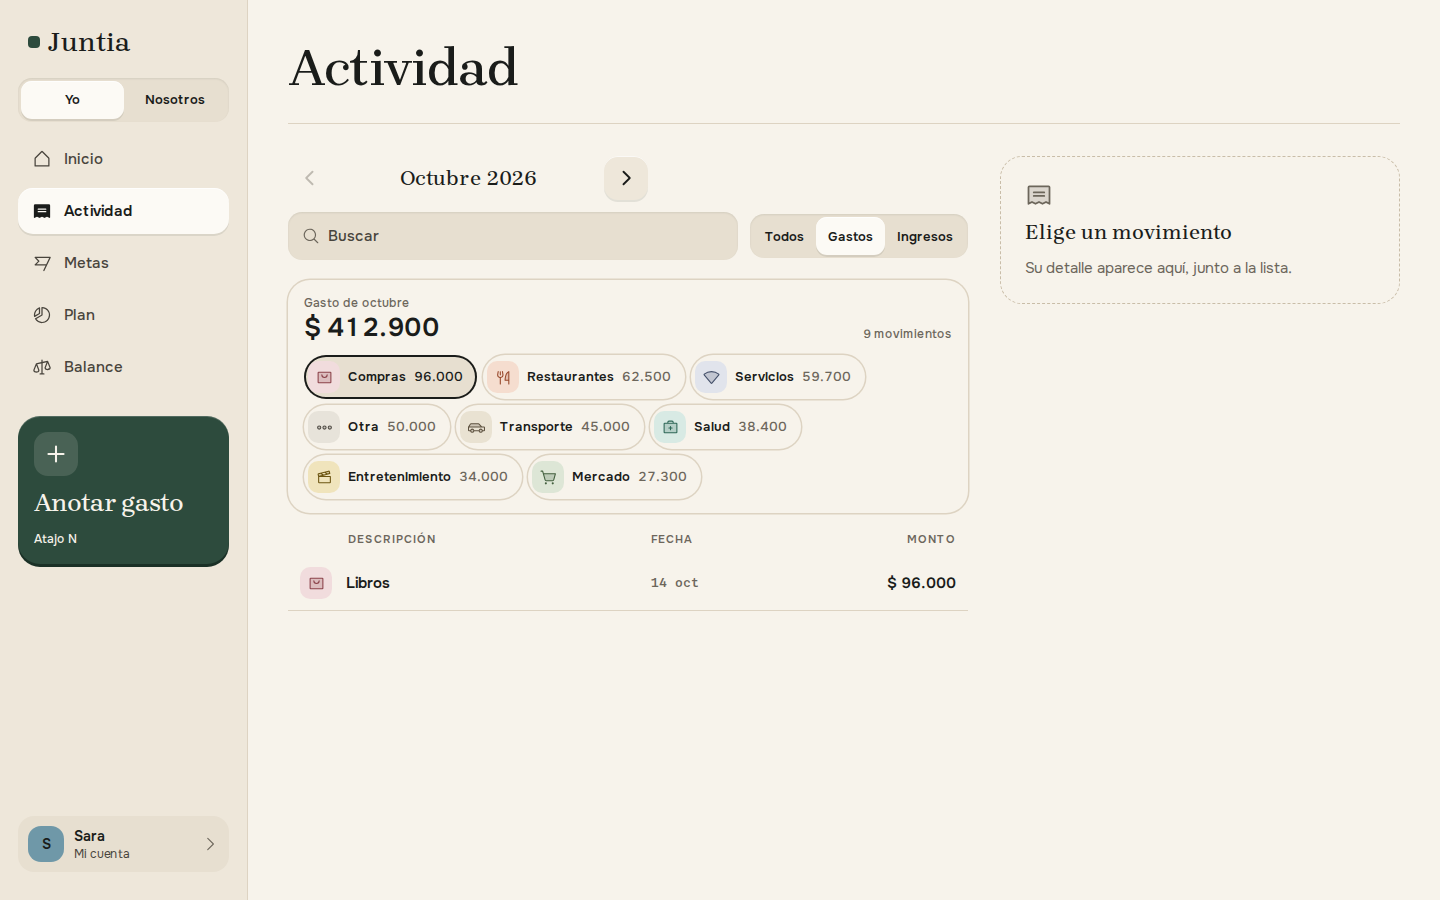 Juntia
Yo
Nosotros
Inicio
Actividad
Metas
Plan
Balance
Anotar gasto
Atajo N
S
Sara
Mi cuenta
Actividad
Octubre 2026
Buscar
Todos
Gastos
Ingresos
Gasto de octubre
$ 412.900
9 movimientos
Compras 96.000
Restaurantes 62.500
Servicios 59.700
Otra 50.000
Transporte 45.000
Salud 38.400
Entretenimiento 34.000
Mercado 27.300
DESCRIPCIÓN
FECHA
MONTO
Libros
14 oct
$ 96.000
Elige un movimiento
Su detalle aparece aquí, junto a la lista.